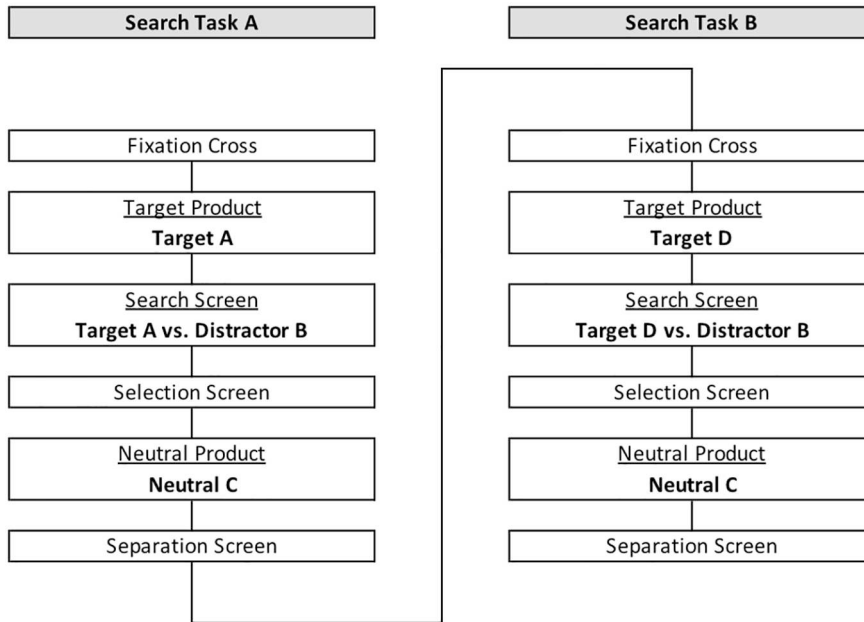 Search Task A
Fixation Cross
Target Product
Target A
Search Screen
Target A vs. Distractor B
Selection Screen
Neutral Product
Neutral C
Separation Screen
Search Task B
Fixation Cross
Target Product
Target D
Search Screen
Target D vs. Distractor B
Selection Screen
Neutral Product
Neutral C
Separation Screen